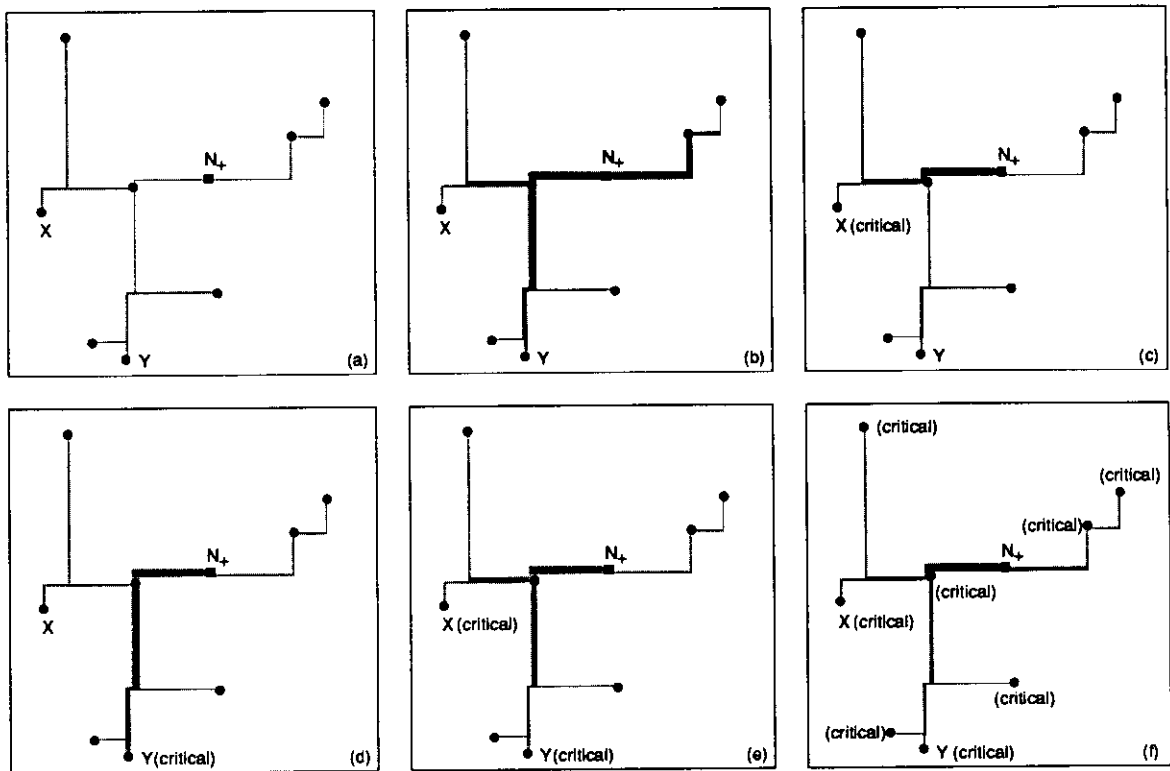 N+
X
Y
(a)
N+
X
Y
(b)
N+
X (critical)
Y
(c)
N+
X
Y(critical)
(d)
N+
X (critical)
Y(critical)
(e)
(critical)
(critical)
(critical)
N+
(critical)
X (critical)
(critical)
(critical)
Y (critical)
(f)